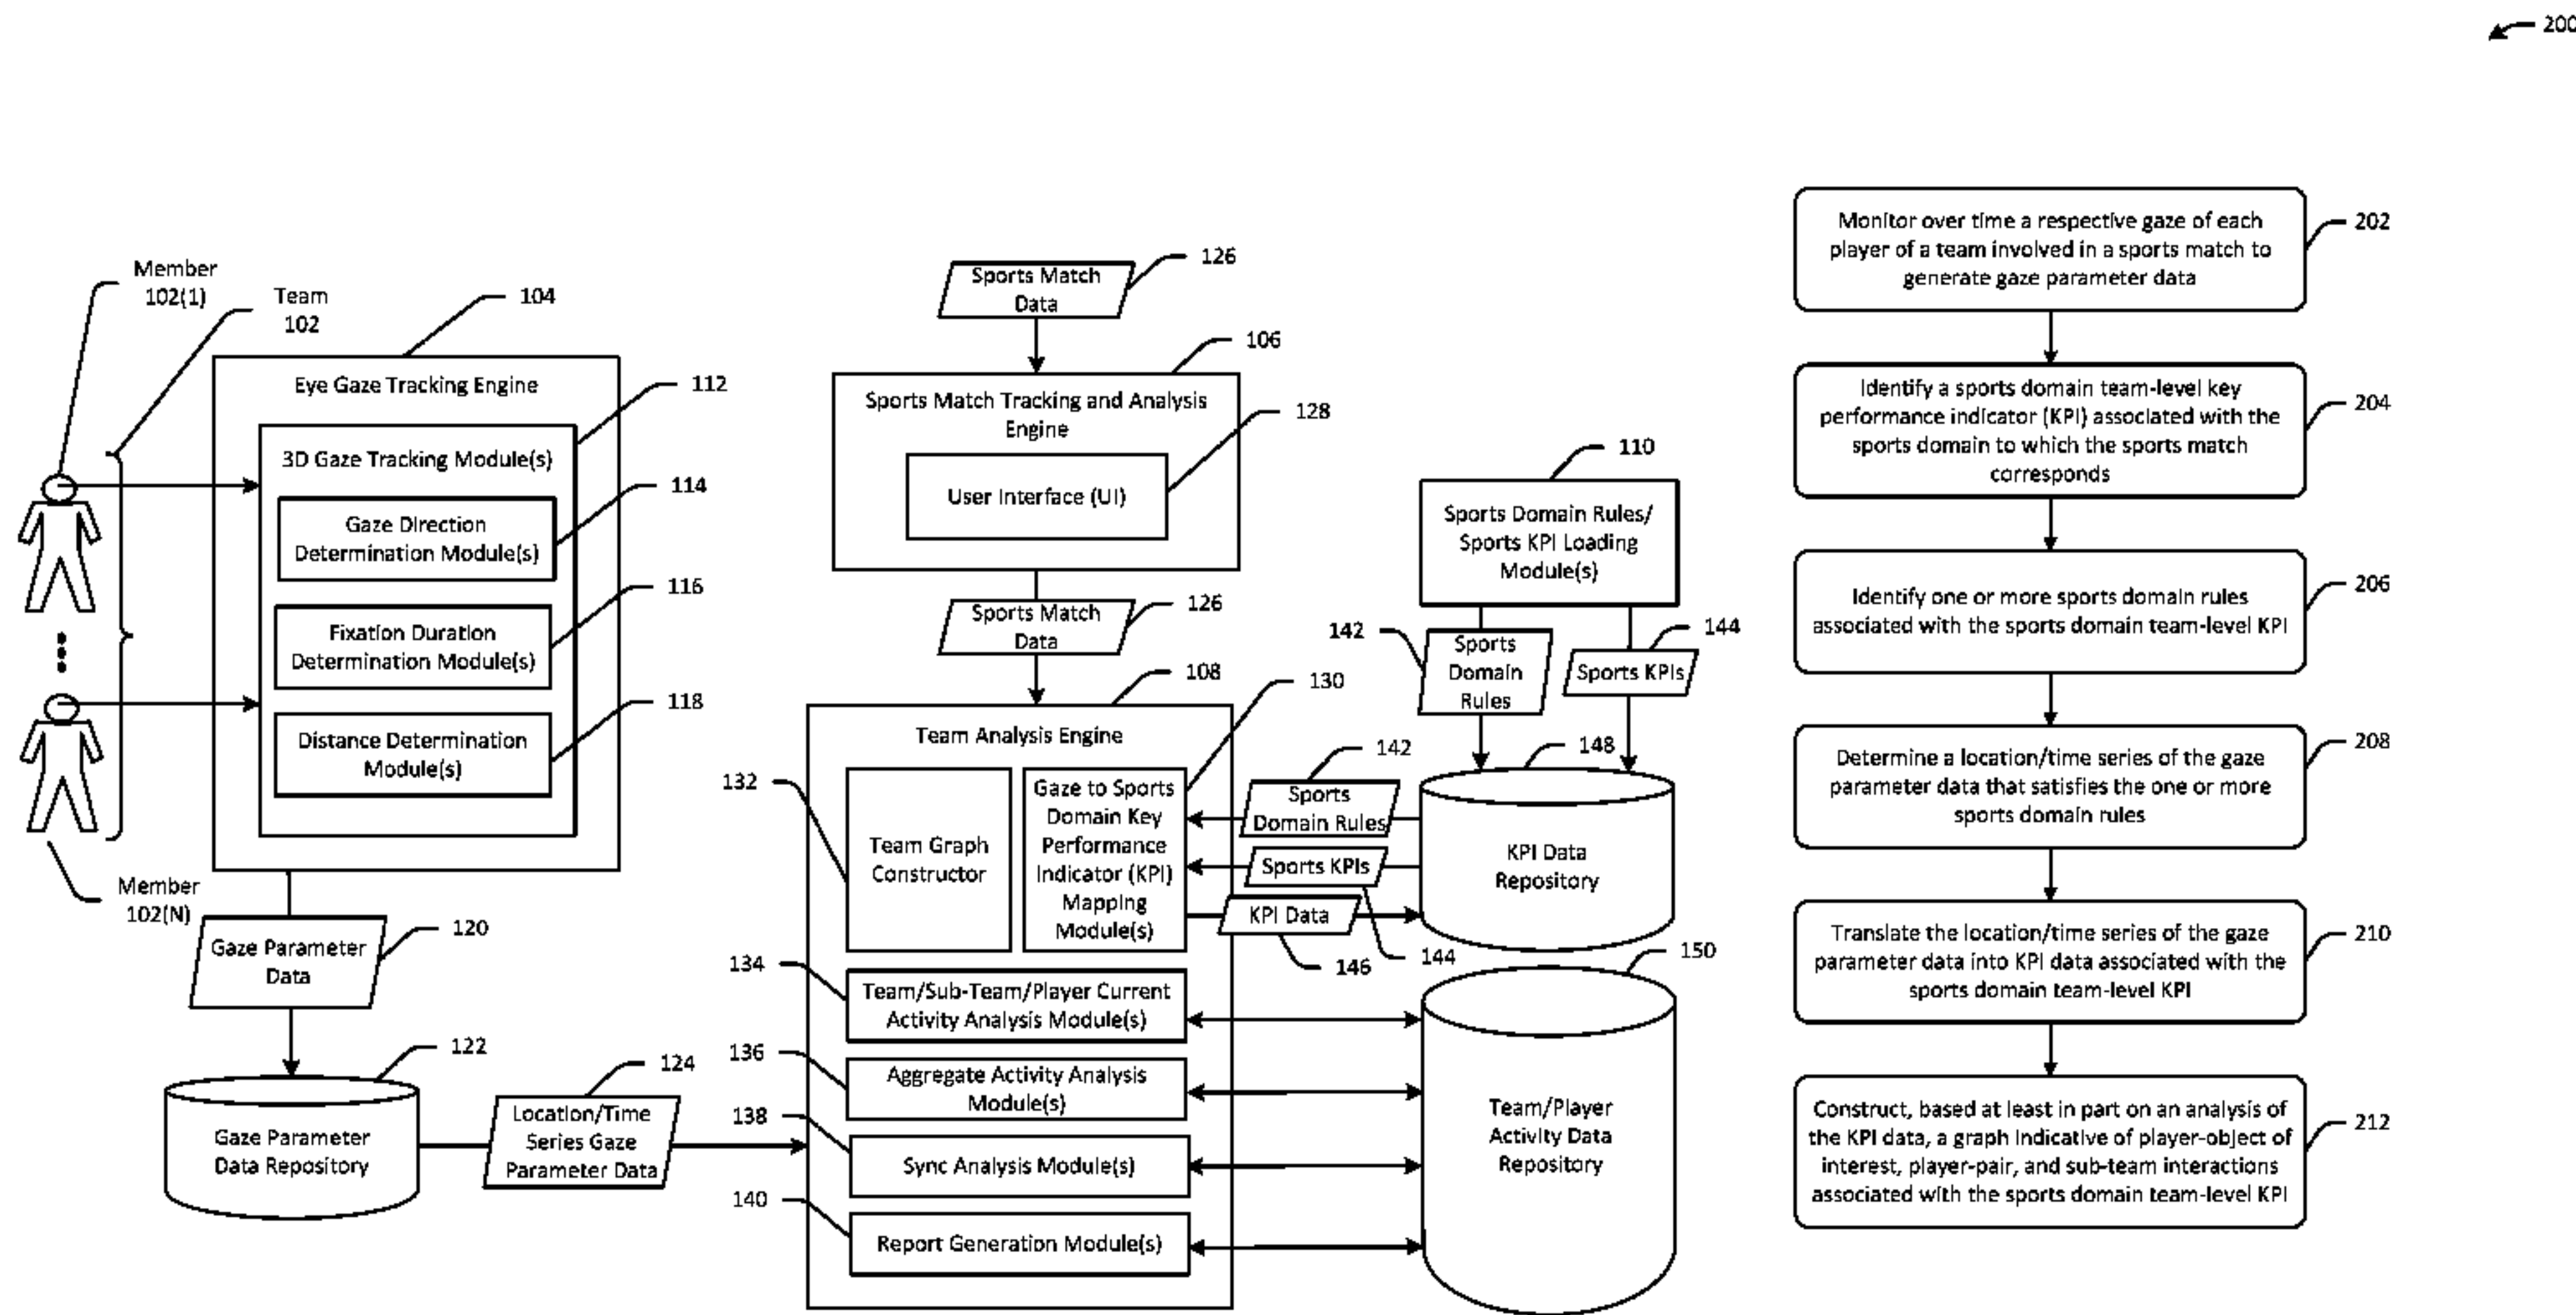 200
Member
102(1)
Team
102
104
Eye Gaze Tracking Engine
112
3D Gaze Tracking Module(s)
114
Gaze Direction
Determination Module(s)
116
Fixation Duration
Determination Module(s)
118
Distance Determination
Module(s)
Member
102(N)
Gaze Parameter
Data
120
122
Gaze Parameter
Data Repository
124
Location/Time
Series Gaze
Parameter Data
Sports Match
Data
126
106
Sports Match Tracking and Analysis
Engine
128
User Interface (UI)
Sports Match
Data
126
108
130
Team Analysis Engine
132
Team Graph
Constructor
Gaze to Sports
Domain Key
Performance
Indicator (KPI)
Mapping
Module(s)
134
Team/Sub-Team/Player Current
Activity Analysis Module(s)
136
Aggregate Activity Analysis
Module(s)
138
Sync Analysis Module(s)
140
Report Generation Module(s)
110
Sports Domain Rules/
Sports KPI Loading
Module(s)
142
Sports
Domain
Rules
144
Sports KPIs
142
Sports
Domain Rules
Sports KPIs
KPI Data
146
144
148
KPI Data
Repository
150
Team/Player
Activity Data
Repository
Monitor over time a respective gaze of each
player of a team involved in a sports match to
generate gaze parameter data
202
Identify a sports domain team-level key
performance indicator (KPI) associated with the
sports domain to which the sports match
corresponds
204
Identify one or more sports domain rules
associated with the sports domain team-level KPI
206
Determine a location/time series of the gaze
parameter data that satisfies the one or more
sports domain rules
208
Translate the location/time series of the gaze
parameter data into KPI data associated with the
sports domain team-level KPI
210
Construct, based at least in part on an analysis of
the KPI data, a graph indicative of player-object of
interest, player-pair, and sub-team interactions
associated with the sports domain team-level KPI
212